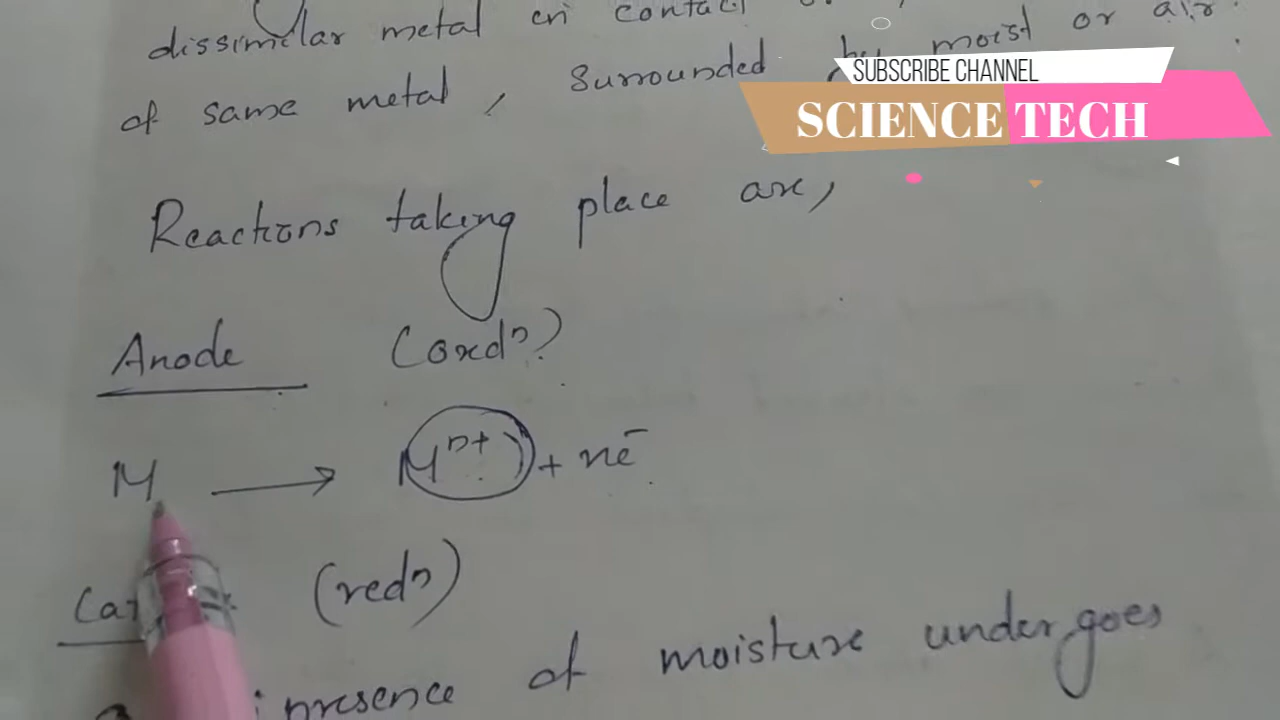 dissimilar metal in contact
SUBSCRIBE CHANNEL
of same metal, Surrounded by moist or air.
SCIENCE TECH
Reactions taking place are,
Anode (oxdn)
M → Mn+ + ne-
(redn)
presence of moisture undergoes